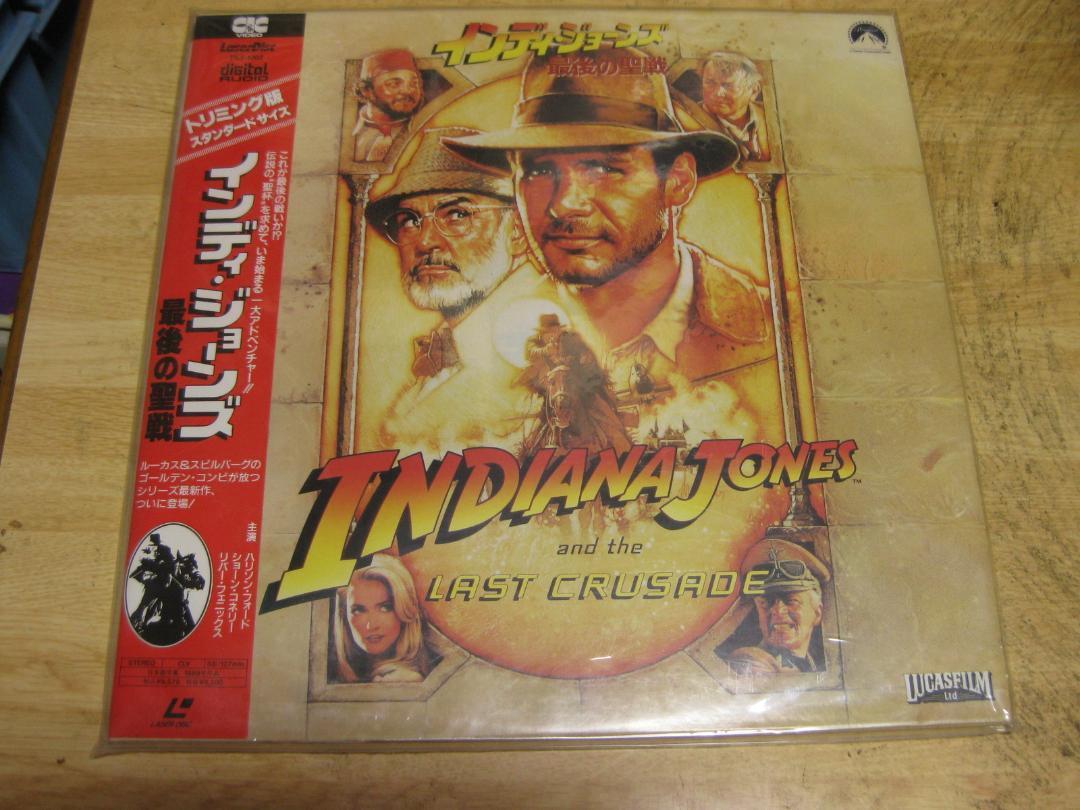 CIC
VIDEO
LaserDisc
digital
AUDIO
トリミング版
スタンダードサイズ
これが最後の戦いか!?
伝説の“聖杯”を求めて、いま始まる一大アドベンチャー!!
インディ・ジョーンズ
最後の聖戦
ルーカス&スピルバーグの
ゴールデン・コンビが放つ
シリーズ最新作、
ついに登場!
主演
ハリソン・フォード
ショーン・コネリー
リバー・フェニックス
STEREO CLV
LASER DISC
インディ・ジョーンズ
最後の聖戦
INDIANA JONES
TM
and the
LAST CRUSADE
LUCASFILM
Ltd